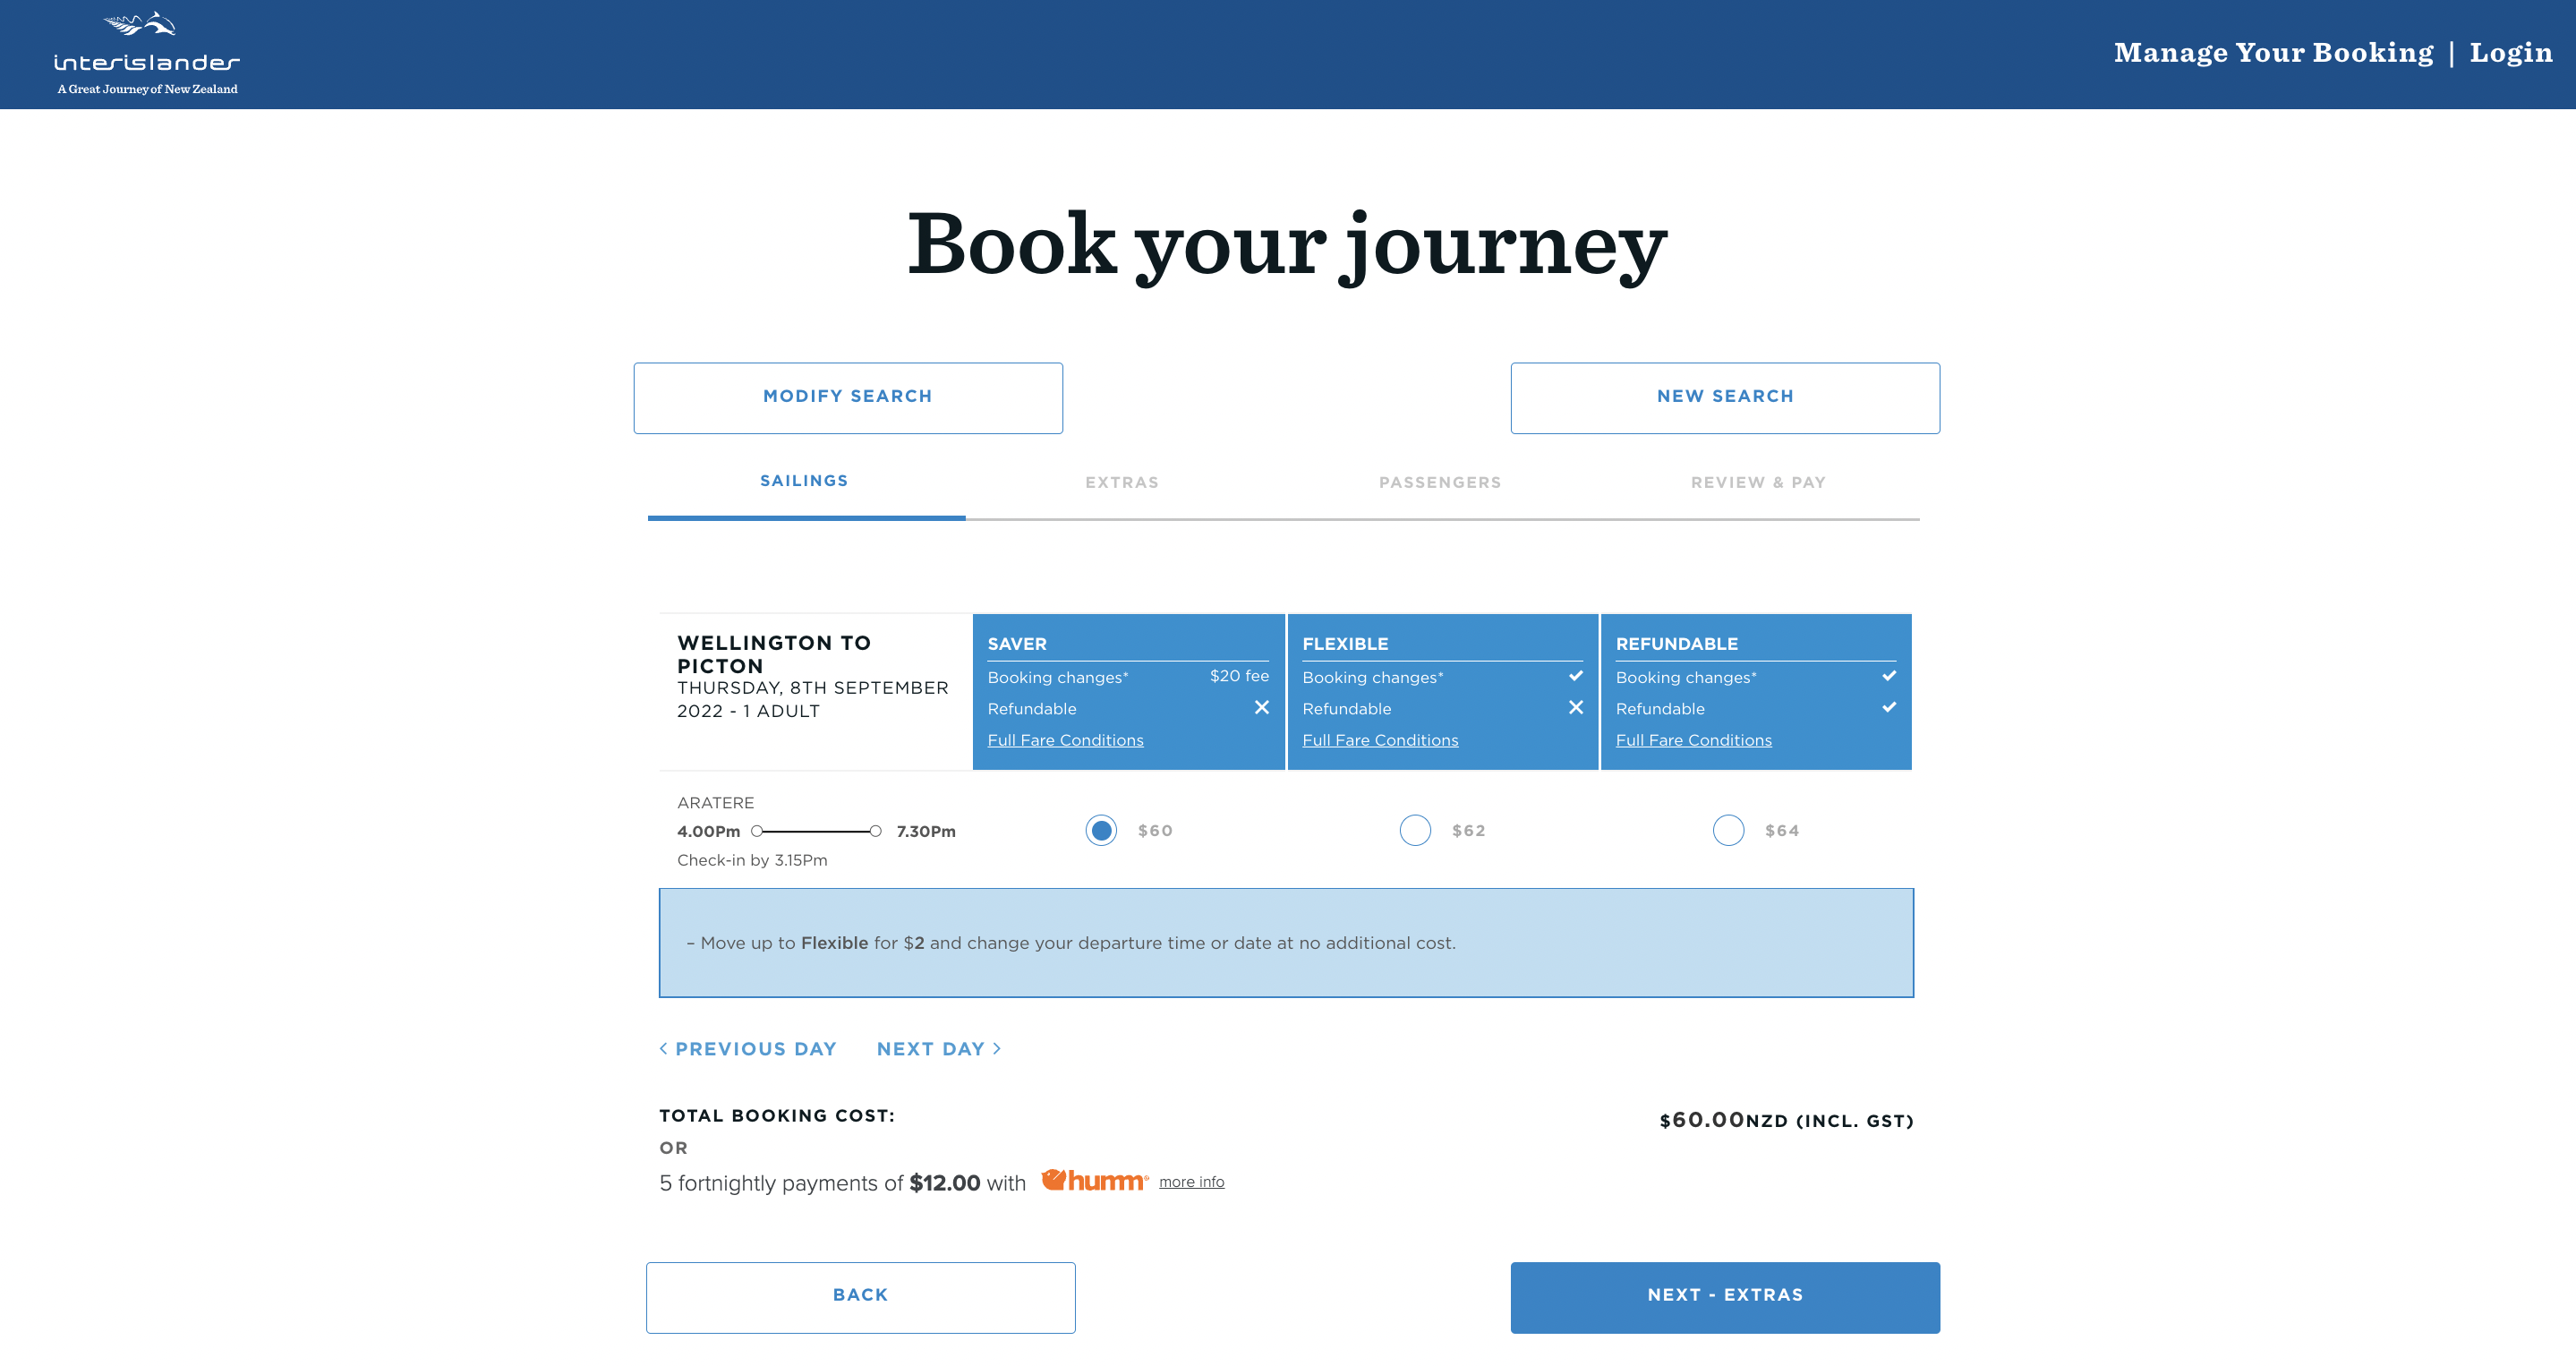 interislander
A Great Journey of New Zealand
Manage Your Booking | Login
Book your journey
MODIFY SEARCH
NEW SEARCH
SAILINGS
EXTRAS
PASSENGERS
REVIEW & PAY
WELLINGTON TO
PICTON
THURSDAY, 8TH SEPTEMBER
2022 - 1 ADULT
SAVER
Booking changes* $20 fee
Refundable
Full Fare Conditions
FLEXIBLE
Booking changes*
Refundable
Full Fare Conditions
REFUNDABLE
Booking changes*
Refundable
Full Fare Conditions
ARATERE
4.00Pm 7.30Pm
Check-in by 3.15Pm
$60
$62
$64
– Move up to Flexible for $2 and change your departure time or date at no additional cost.
< PREVIOUS DAY NEXT DAY >
TOTAL BOOKING COST:
$60.00NZD (INCL. GST)
OR
5 fortnightly payments of $12.00 with humm® more info
BACK
NEXT - EXTRAS